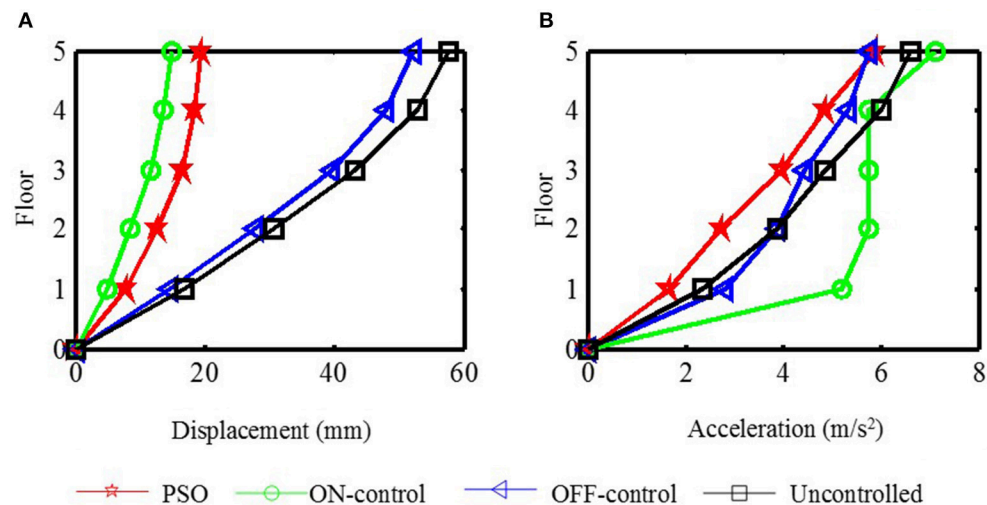 A
B
5
4
3
2
1
0
Floor
0 20 40 60
Displacement (mm)
5
4
3
2
1
0
Floor
0 2 4 6 8
Acceleration (m/s²)
PSO ON-control OFF-control Uncontrolled